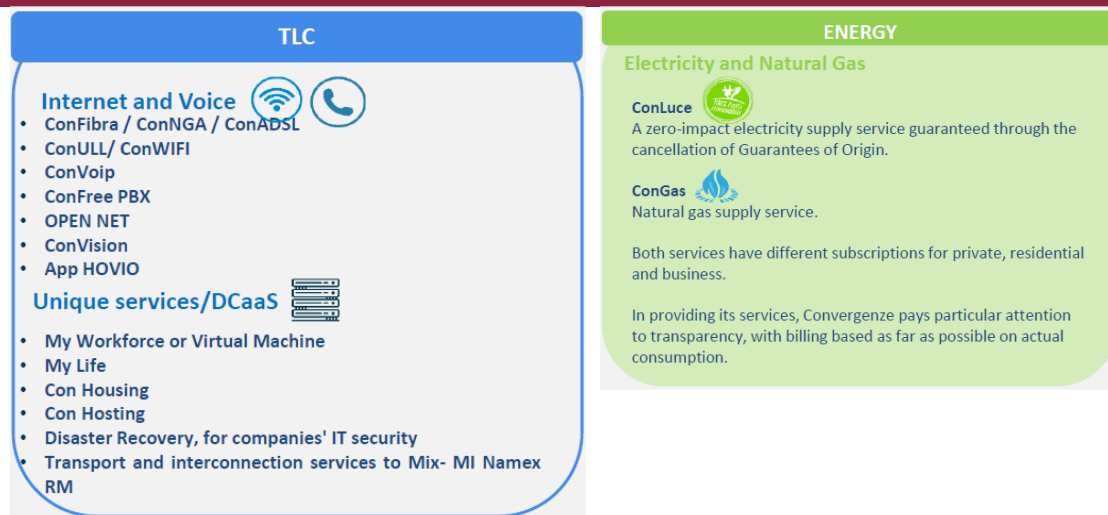 TLC
Internet and Voice
• ConFibra / ConNGA / ConADSL
• ConULL/ ConWIFI
• ConVoip
• ConFree PBX
• OPEN NET
• ConVision
• App HOVIO
Unique services/DCaaS
• My Workforce or Virtual Machine
• My Life
• Con Housing
• Con Hosting
• Disaster Recovery, for companies' IT security
• Transport and interconnection services to Mix- MI Namex
RM
ENERGY
Electricity and Natural Gas
ConLuce
A zero-impact electricity supply service guaranteed through the
cancellation of Guarantees of Origin.
ConGas
Natural gas supply service.
Both services have different subscriptions for private, residential
and business.
In providing its services, Convergenze pays particular attention
to transparency, with billing based as far as possible on actual
consumption.